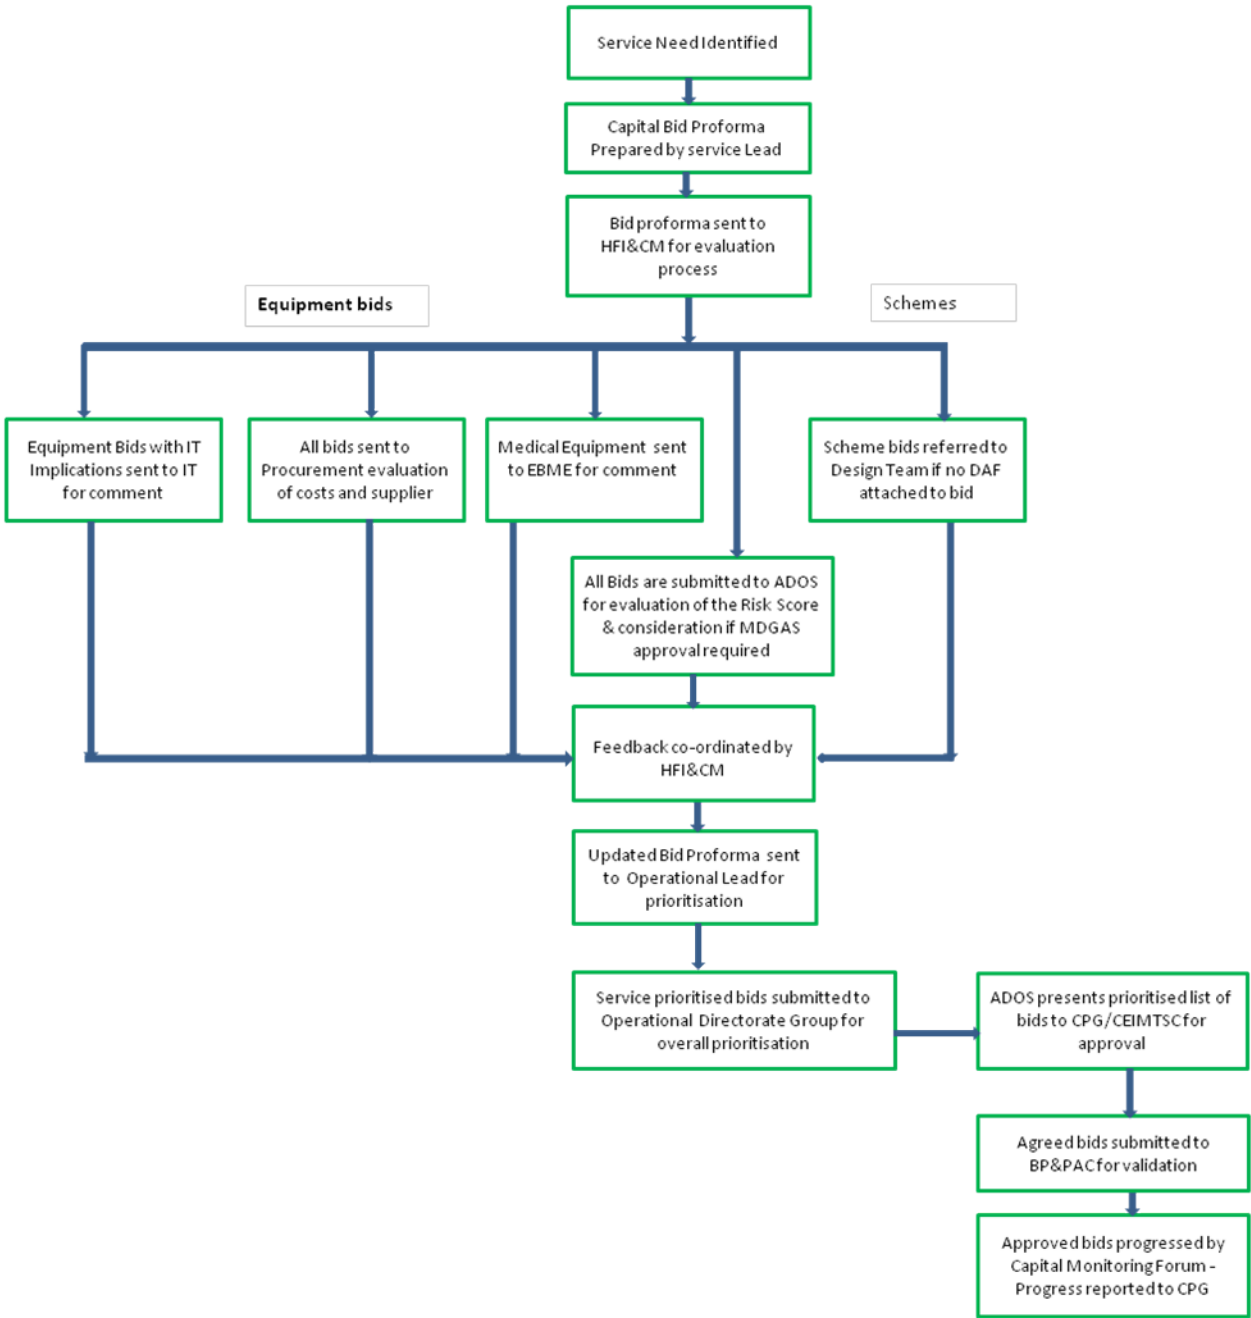 Service Need Identified
Capital Bid Proforma
Prepared by service Lead
Bid proforma sent to
HFI&CM for evaluation
process
Equipment bids
Schemes
Equipment Bids with IT
Implications sent to IT
for comment
All bids sent to
Procurement evaluation
of costs and supplier
Medical Equipment sent
to EBME for comment
Scheme bids referred to
Design Team if no DAF
attached to bid
All Bids are submitted to ADOS
for evaluation of the Risk Score
& consideration if MDGAS
approval required
Feedback co-ordinated by
HFI&CM
Updated Bid Proforma sent
to Operational Lead for
prioritisation
Service prioritised bids submitted to
Operational Directorate Group for
overall prioritisation
ADOS presents prioritised list of
bids to CPG/CEIMTSC for
approval
Agreed bids submitted to
BP&PAC for validation
Approved bids progressed by
Capital Monitoring Forum -
Progress reported to CPG